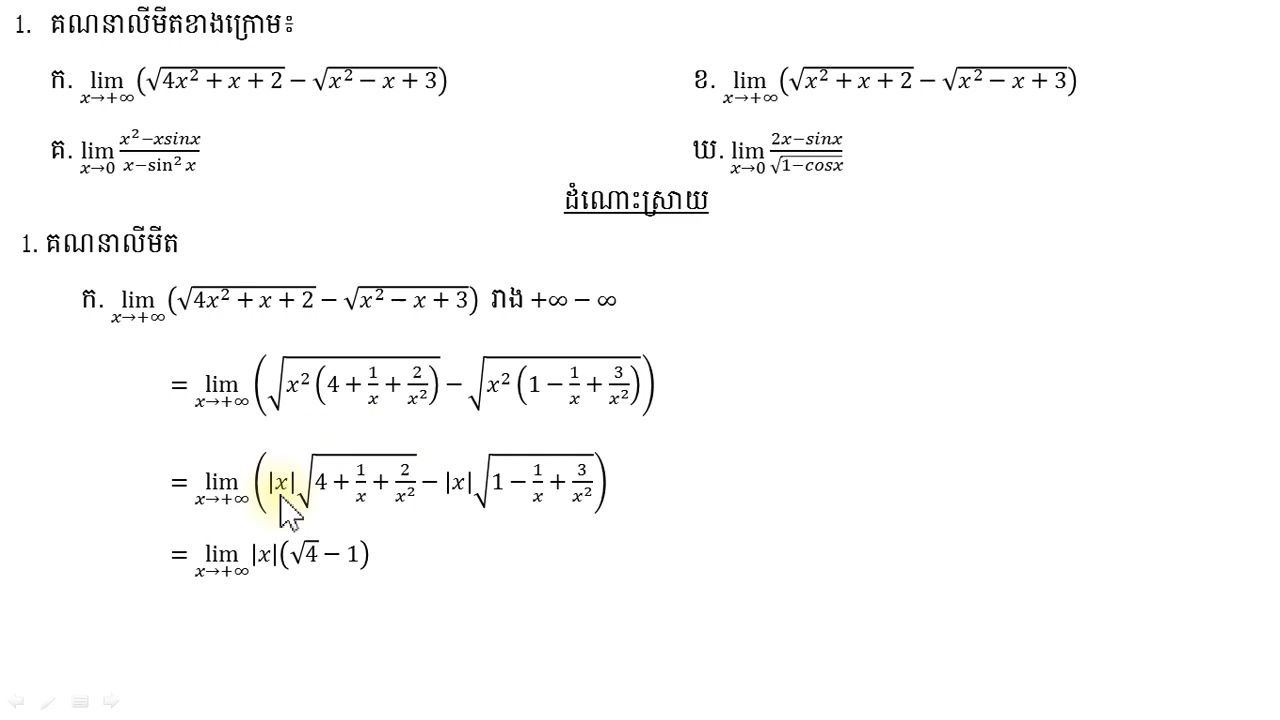 1. គណនាលីមីតខាងក្រោម៖
ក. lim_{x→+∞} (√(4x² + x + 2) − √(x² − x + 3)) ខ. lim_{x→+∞} (√(x² + x + 2) − √(x² − x + 3))
គ. lim_{x→0} (x²−xsinx)/(x−sin² x) ឃ. lim_{x→0} (2x−sinx)/√(1−cosx)
ដំណោះស្រាយ
1. គណនាលីមីត
ក. lim_{x→+∞} (√(4x² + x + 2) − √(x² − x + 3)) រាង +∞ − ∞
= lim_{x→+∞} (√(x² (4 + 1/x + 2/x²)) − √(x² (1 − 1/x + 3/x²)))
= lim_{x→+∞} (|x|√(4 + 1/x + 2/x²) − |x|√(1 − 1/x + 3/x²))
= lim_{x→+∞} |x|(√4 − 1)